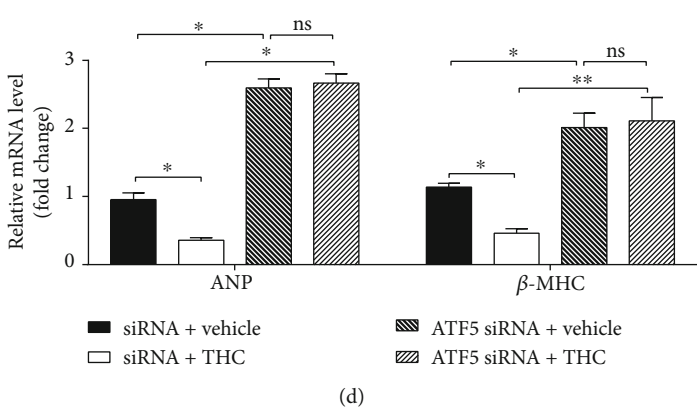 * ns
* * ns
**
* *
3
2
1
0
Relative mRNA level
(fold change)
ANP β-MHC
siRNA + vehicle ATF5 siRNA + vehicle
siRNA + THC ATF5 siRNA + THC
(d)